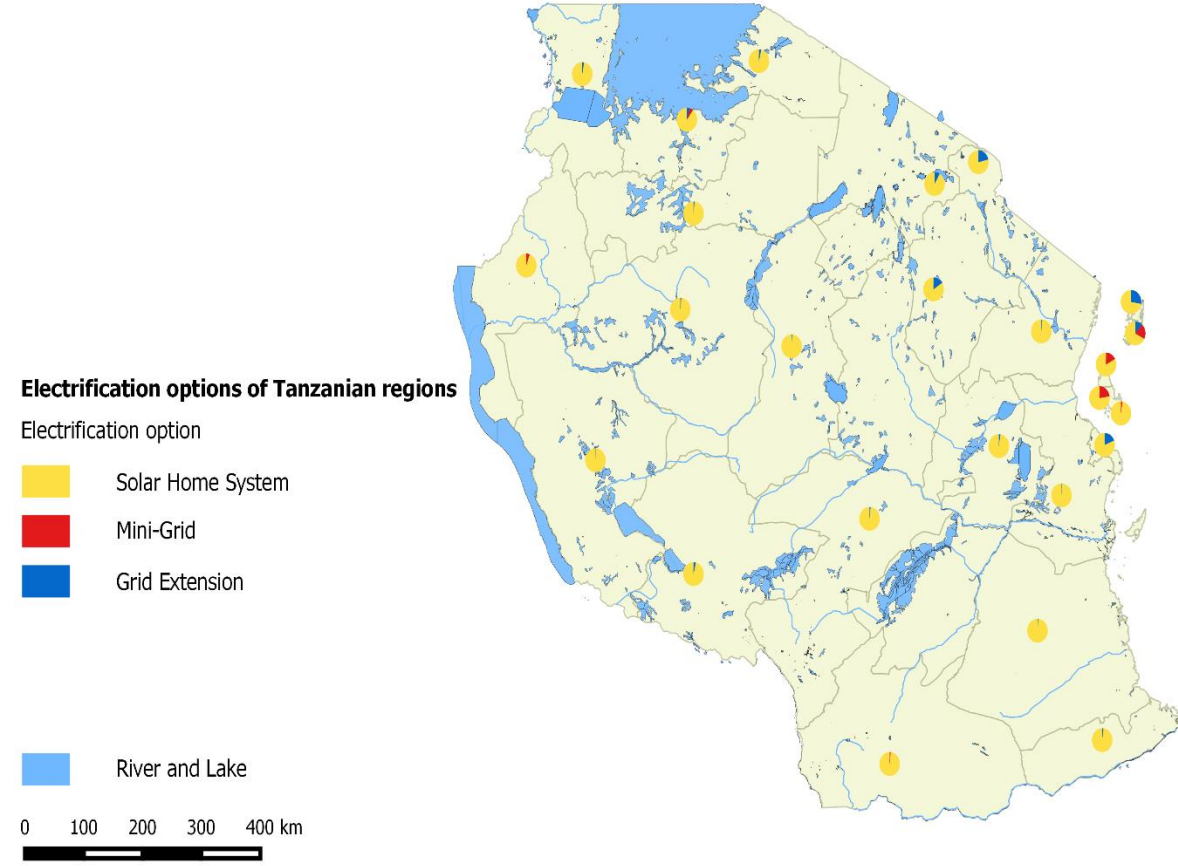 Electrification options of Tanzanian regions
Electrification option
Solar Home System
Mini-Grid
Grid Extension
River and Lake
0 100 200 300 400 km